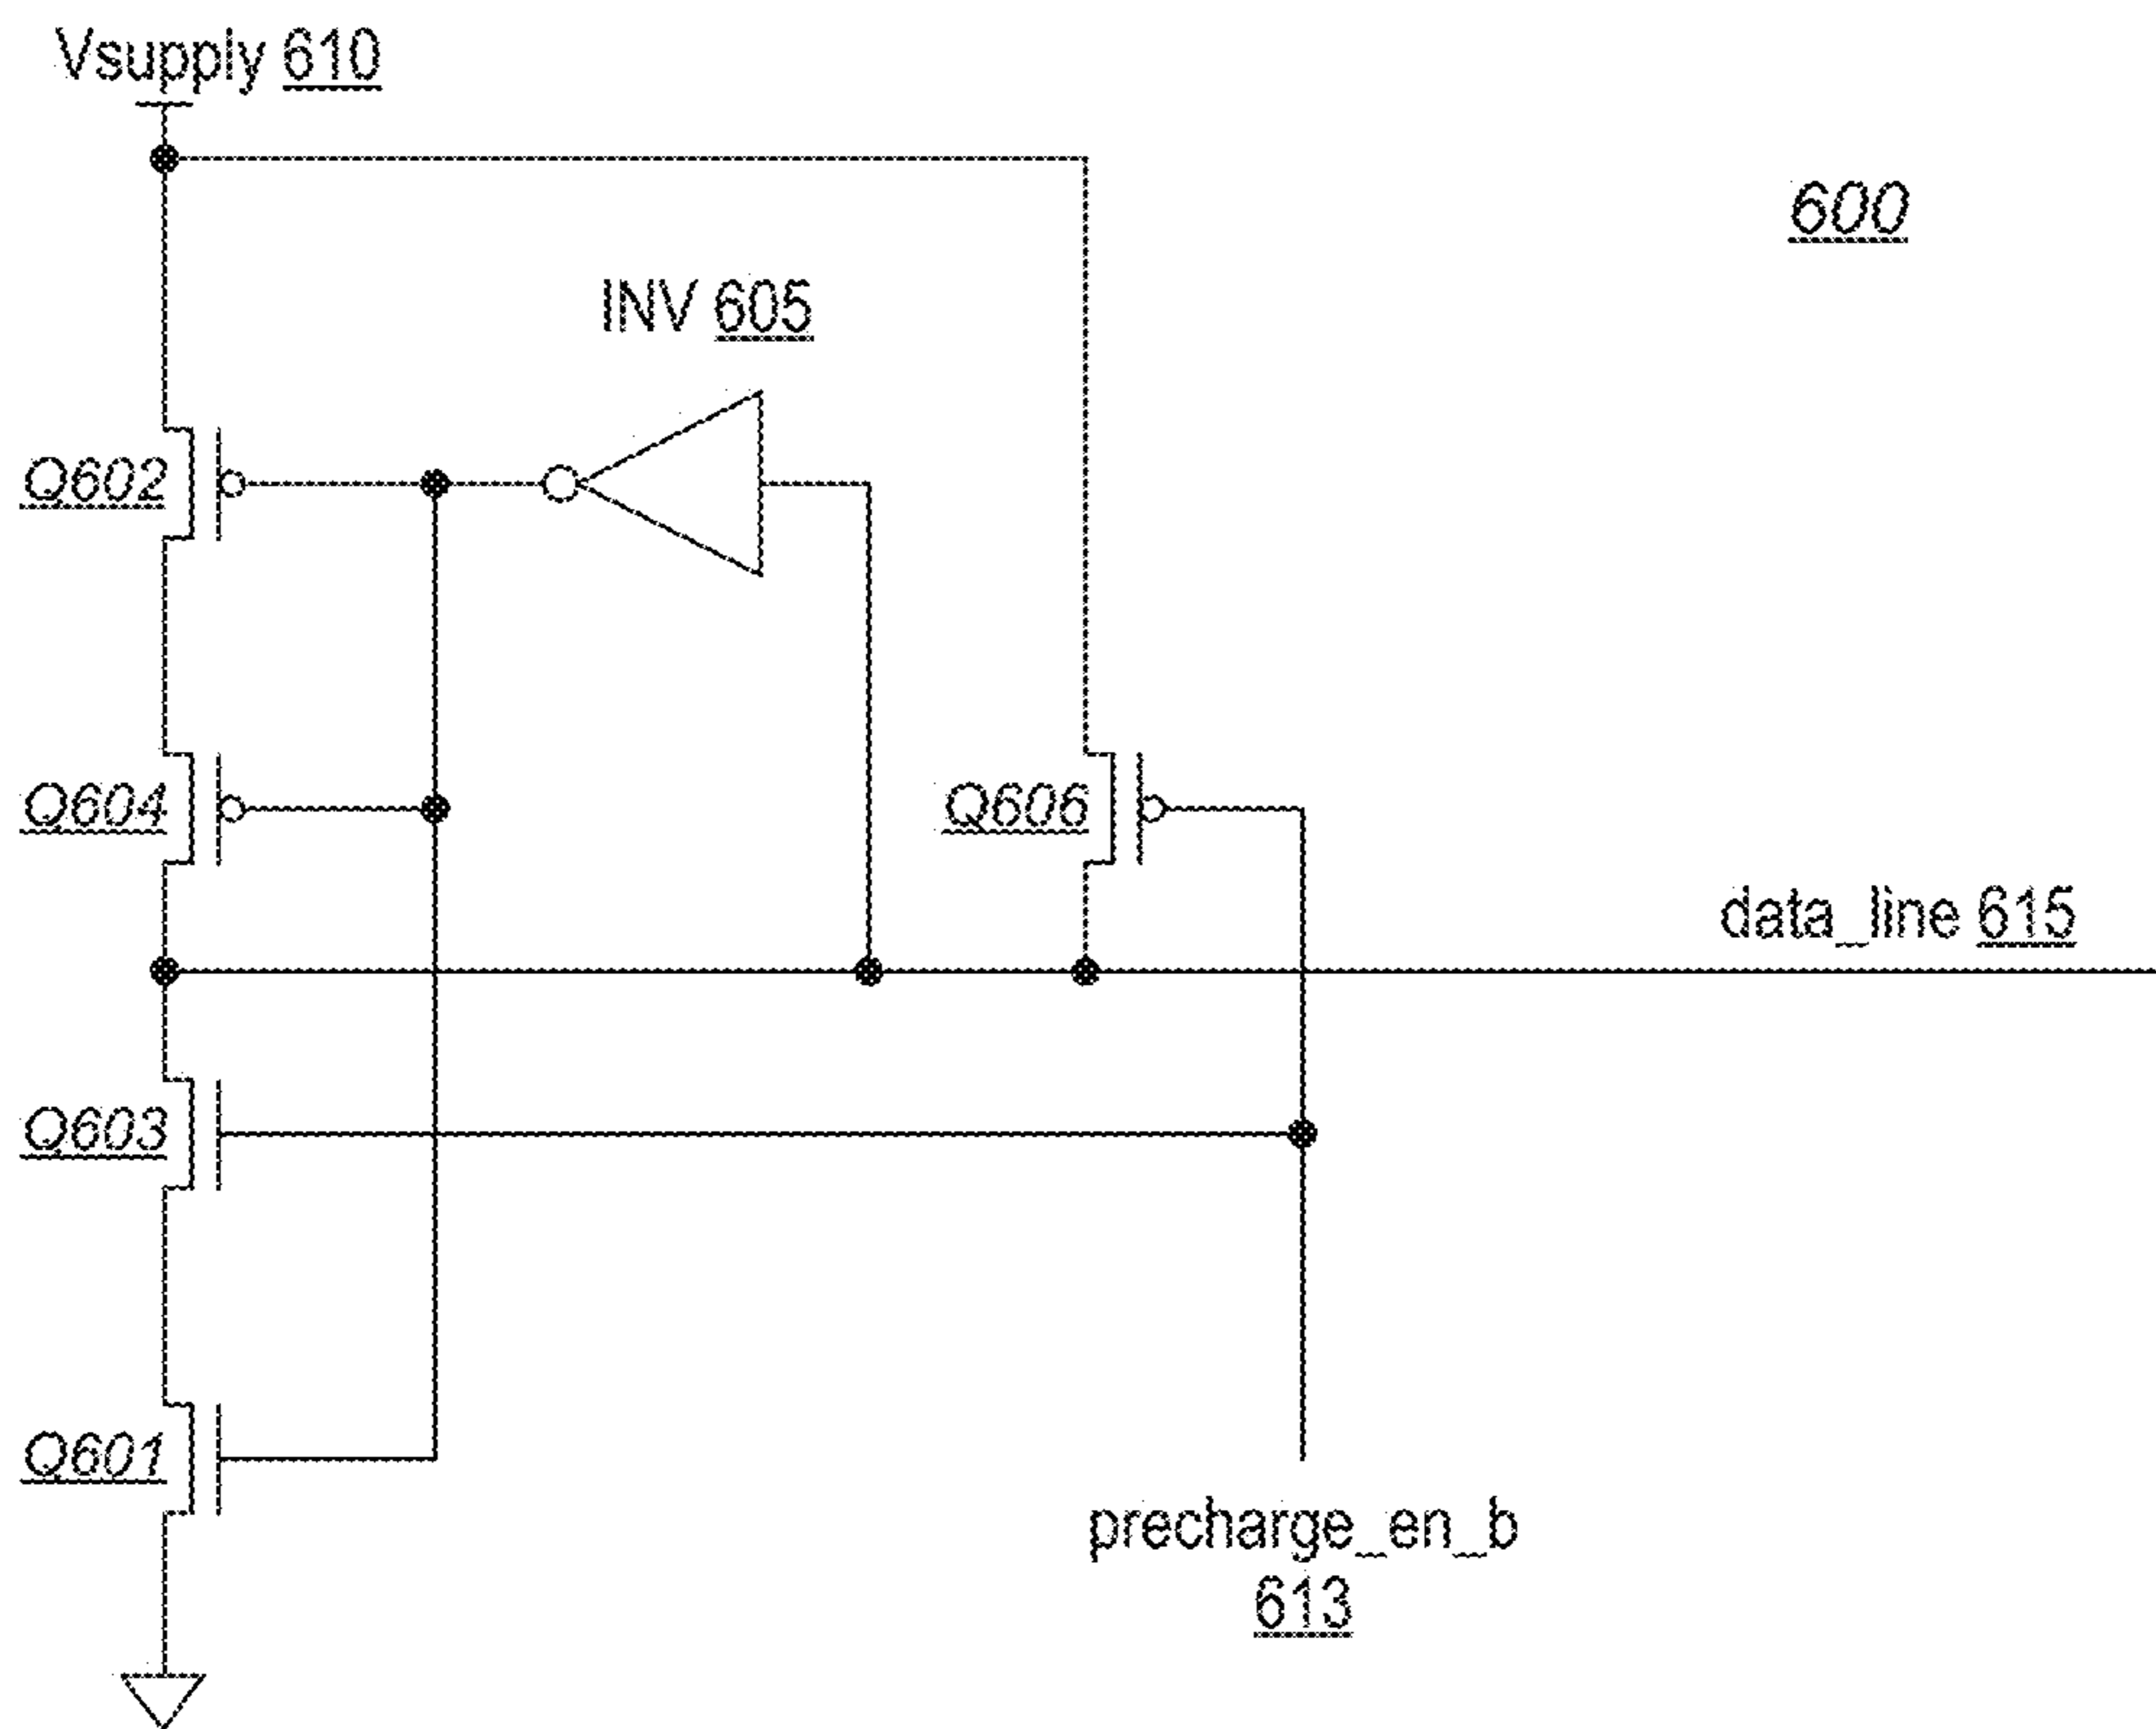 Vsupply 610
600
INV 605
Q602
Q604
Q606
data_line 615
Q603
Q601
precharge_en_b
613